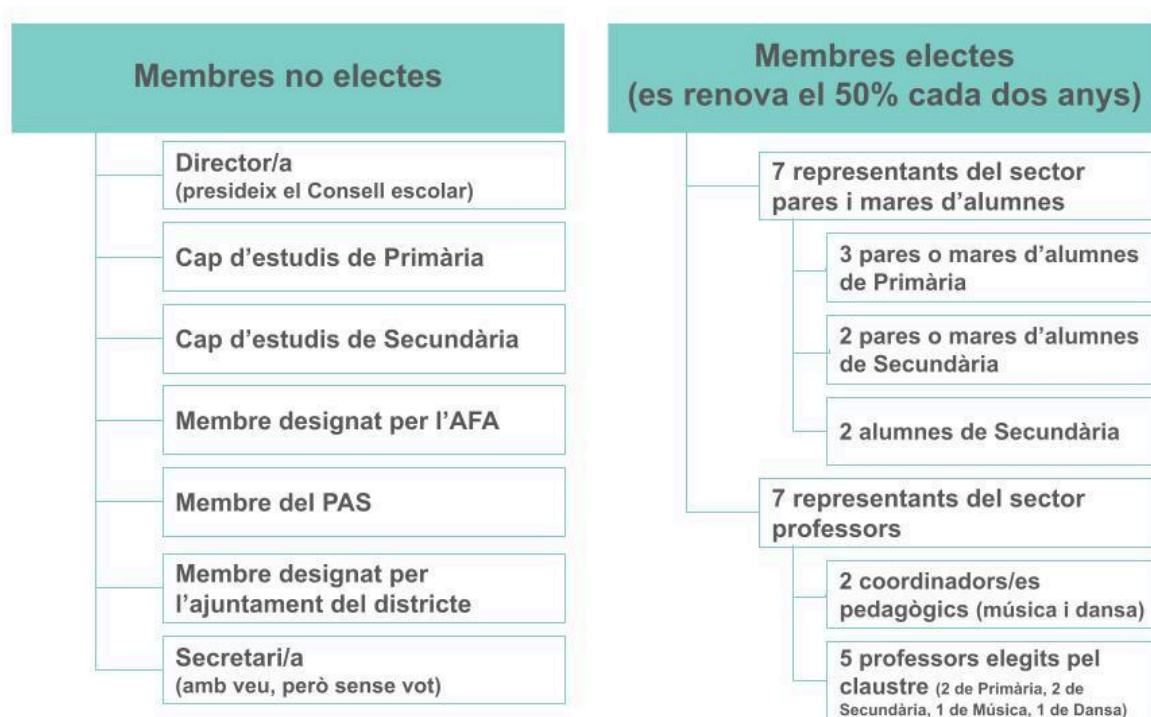 Membres no electes
Director/a
(presideix el Consell escolar)
Cap d'estudis de Primària
Cap d'estudis de Secundària
Membre designat per l'AFA
Membre del PAS
Membre designat per
l'ajuntament del districte
Secretari/a
(amb veu, però sense vot)
Membres electes
(es renova el 50% cada dos anys)
7 representants del sector
pares i mares d'alumnes
3 pares o mares d'alumnes
de Primària
2 pares o mares d'alumnes
de Secundària
2 alumnes de Secundària
7 representants del sector
professors
2 coordinadors/es
pedagògics (música i dansa)
5 professors elegits pel
claustre (2 de Primària, 2 de
Secundària, 1 de Música, 1 de Dansa)